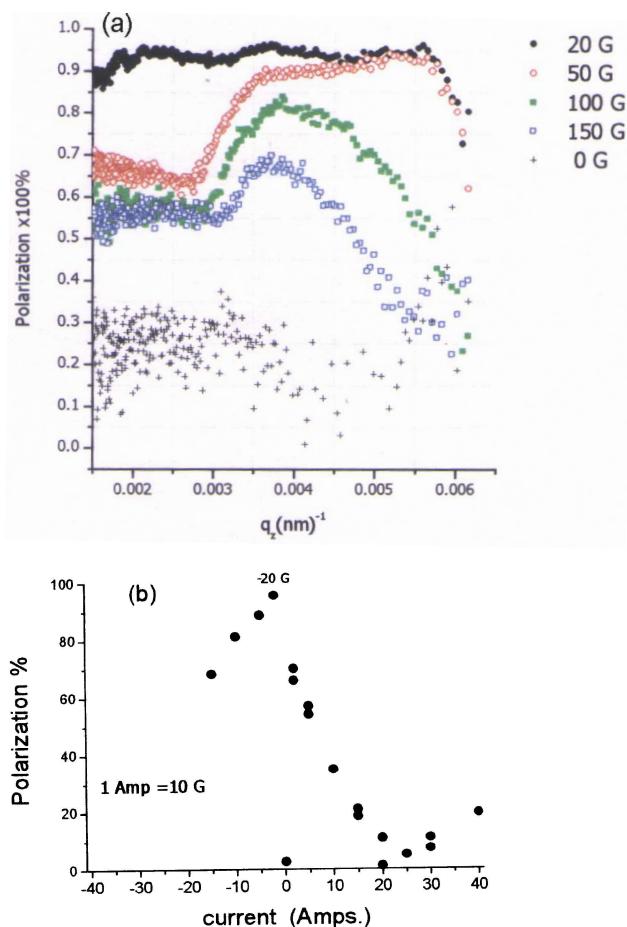 (a)
1.0
0.9
0.8
0.7
0.6
0.5
0.4
0.3
0.2
0.1
0.0
Polarization x100%
0.002 0.003 0.004 0.005 0.006
q_z(nm)^-1
20 G
50 G
100 G
150 G
0 G
(b)
-20 G
100
80
60
40
20
0
Polarization %
1 Amp =10 G
-40 -30 -20 -10 0 10 20 30 40
current (Amps.)